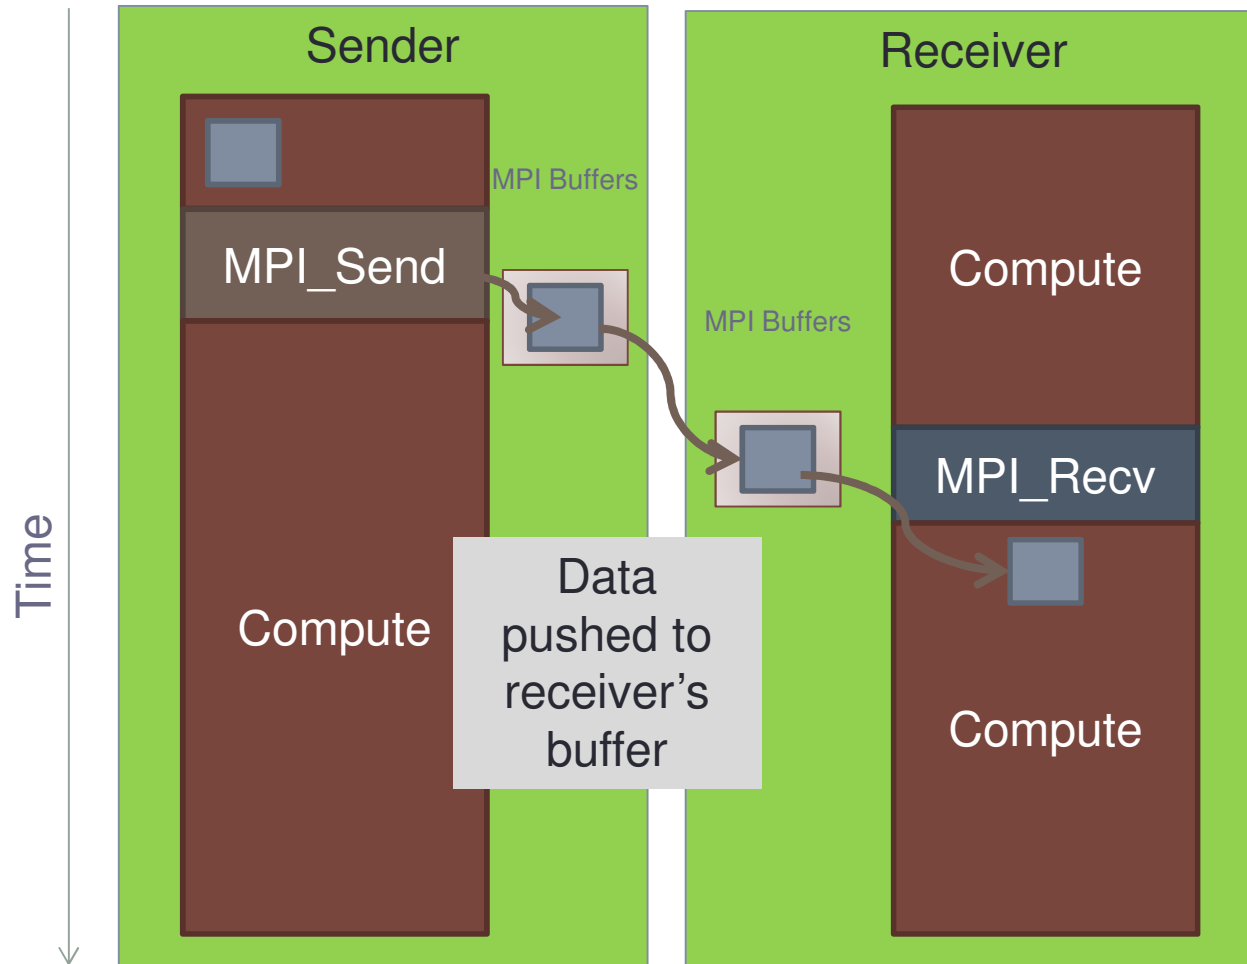 Sender
Receiver
MPI Buffers
MPI_Send
Compute
MPI Buffers
MPI_Recv
Time
Compute
Data
pushed to
receiver’s
buffer
Compute